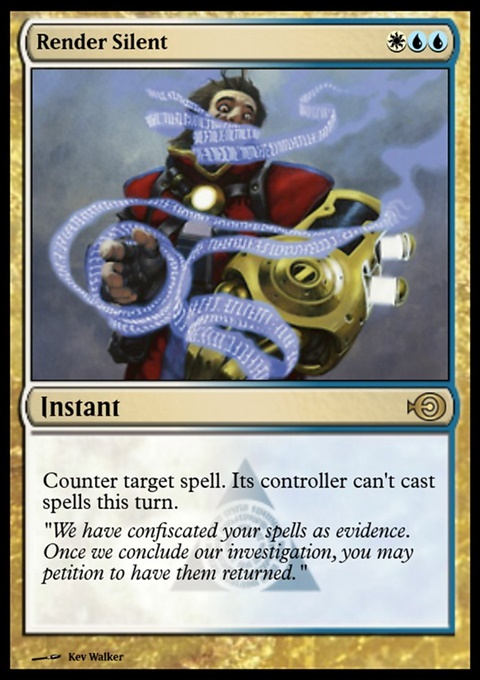 Render Silent
Instant
Counter target spell. Its controller can't cast
spells this turn.
"We have confiscated your spells as evidence.
Once we conclude our investigation, you may
petition to have them returned."
Kev Walker